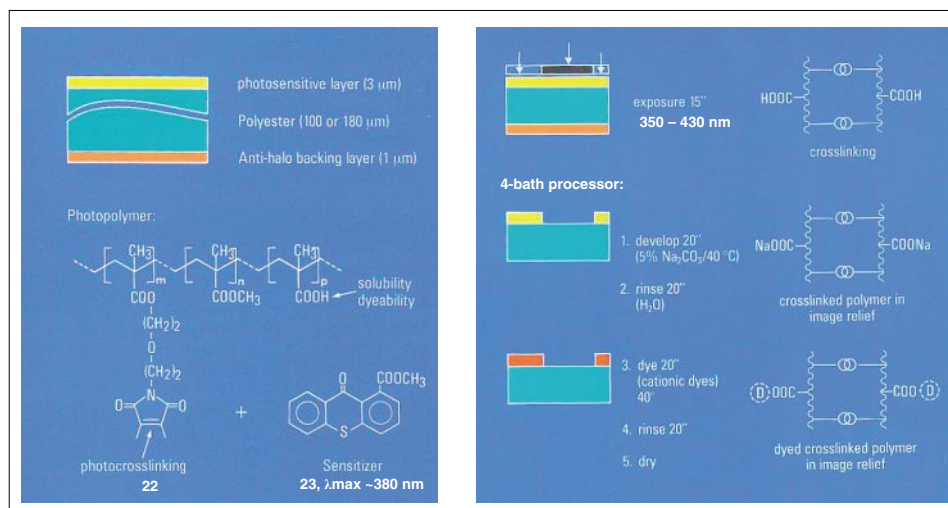 photosensitive layer (3 μm)
Polyester (100 or 180 μm)
Anti-halo backing layer (1 μm)
Photopolymer:
CH₃ CH₃ CH₃
m n p
COO COOCH₃ COOH
solubility
dyeability
(CH)₂
O
(CH)₂
N
O O
+
O COOCH₃
S
photocrosslinking
22
Sensitizer
23, λmax ~380 nm
exposure 15"
350 – 430 nm
HOOC COOH
crosslinking
4-bath processor:
1. develop 20"
(5% Na₂CO₃/40 °C)
2. rinse 20"
(H₂O)
NaOOC COONa
crosslinked polymer in
image relief
3. dye 20"
(cationic dyes)
40°
4. rinse 20"
5. dry
D OOC COO D
dyed crosslinked polymer
in image relief